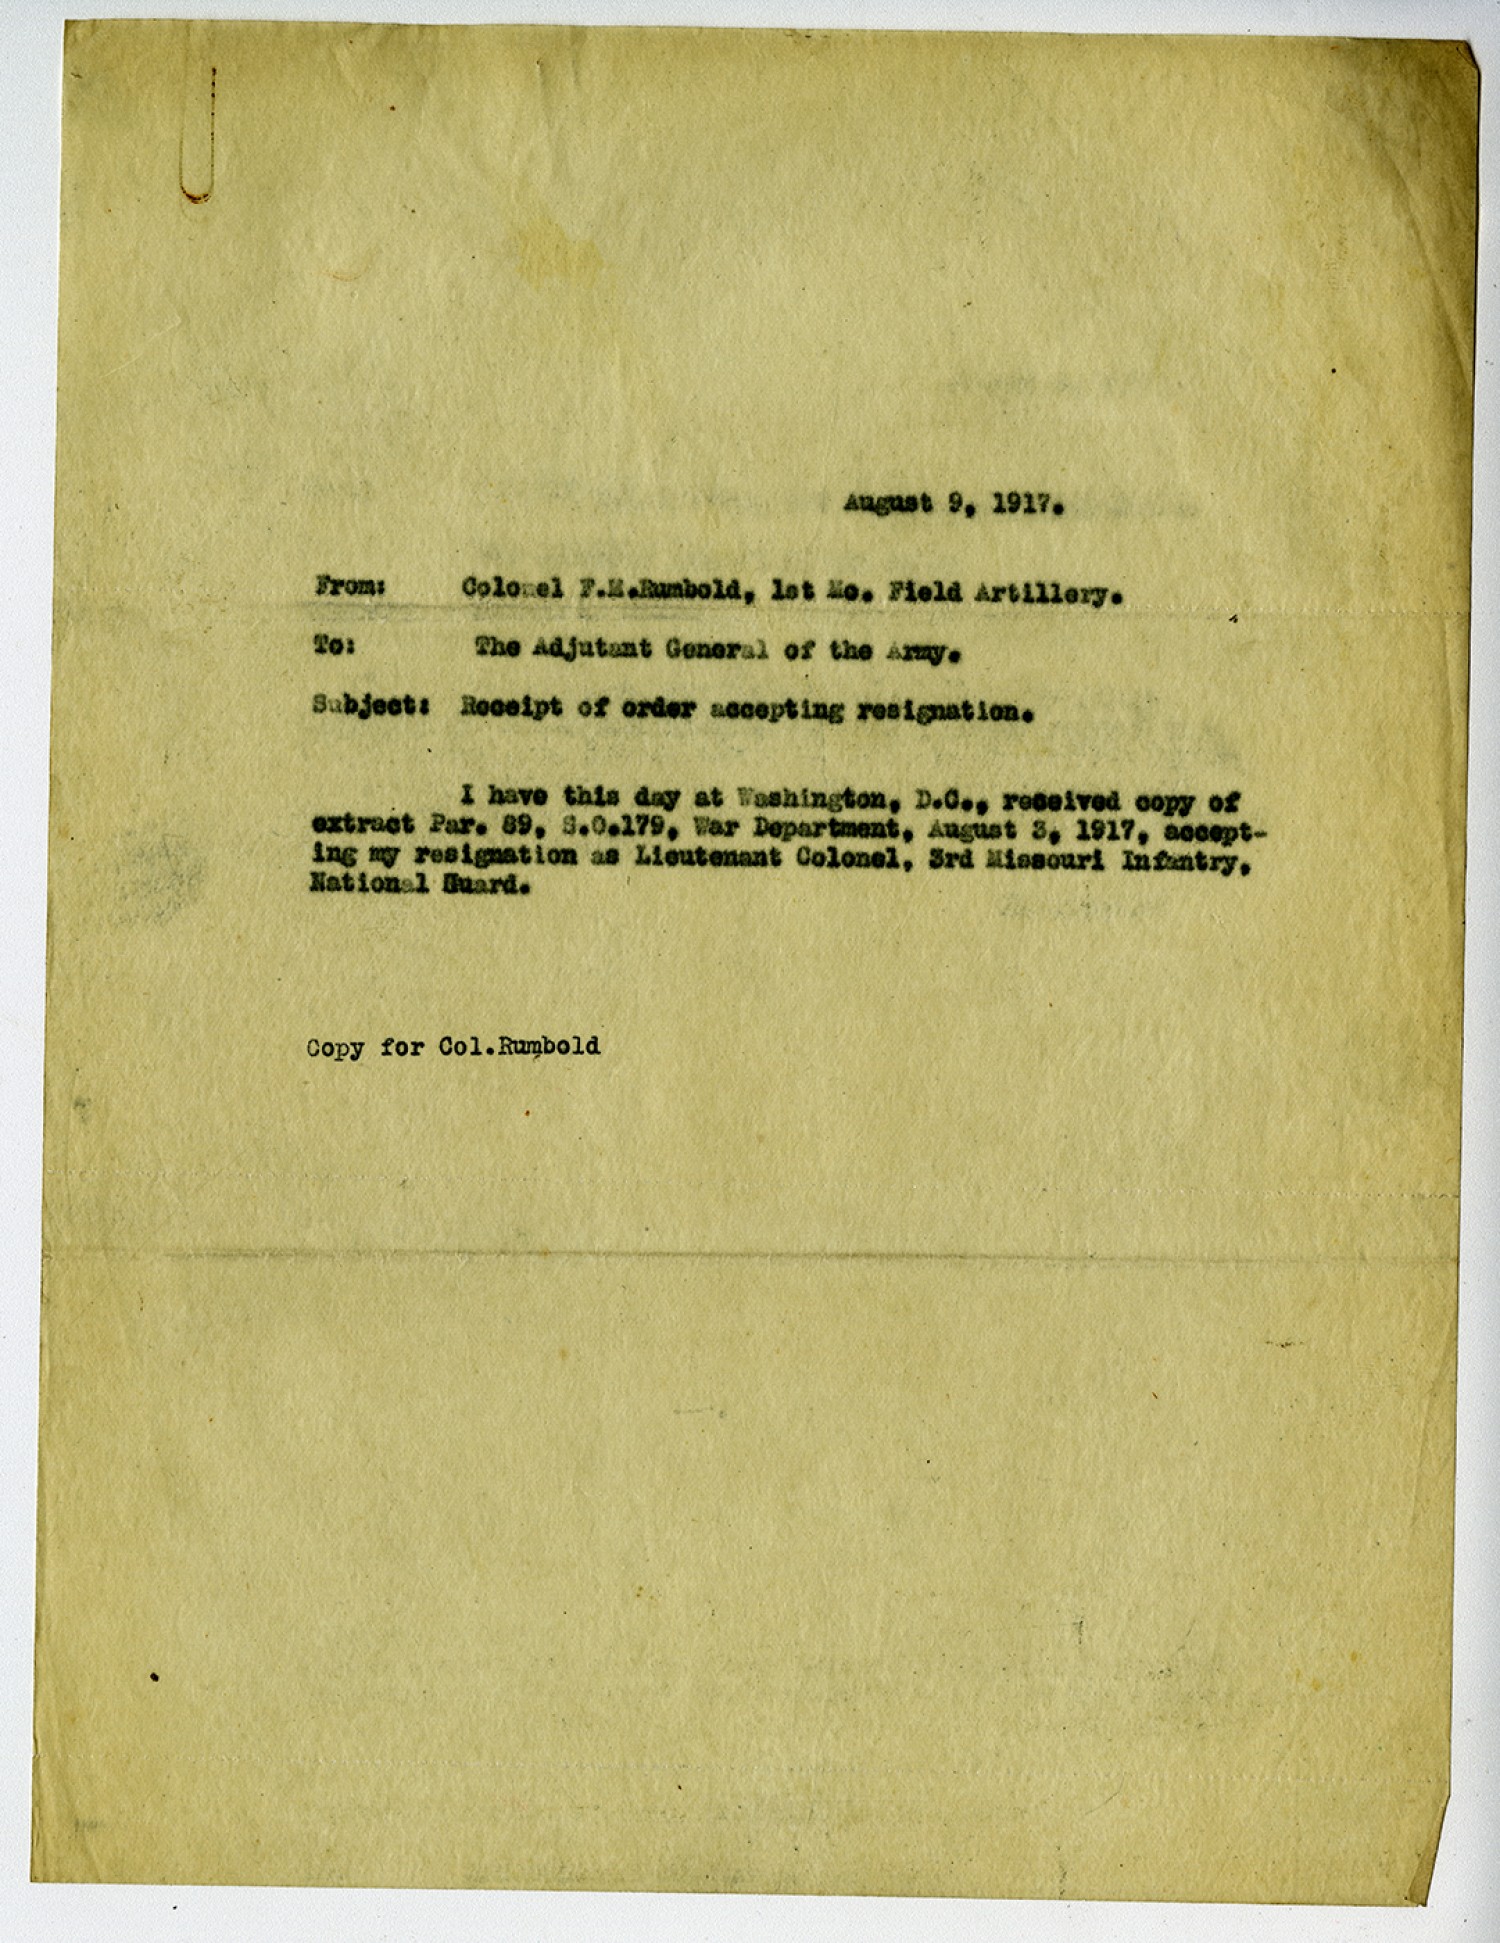 August 9, 1917.
From: Colonel F.M.Rumbold, 1st Mo. Field Artillery.
To: The Adjutant General of the Army.
Subject: Receipt of order accepting resignation.
I have this day at Washington, D.C., received copy of
extract Par. 89, S.O.179, War Department, August 3, 1917, accept-
ing my resignation as Lieutenant Colonel, 3rd Missouri Infantry,
National Guard.
Copy for Col.Rumbold